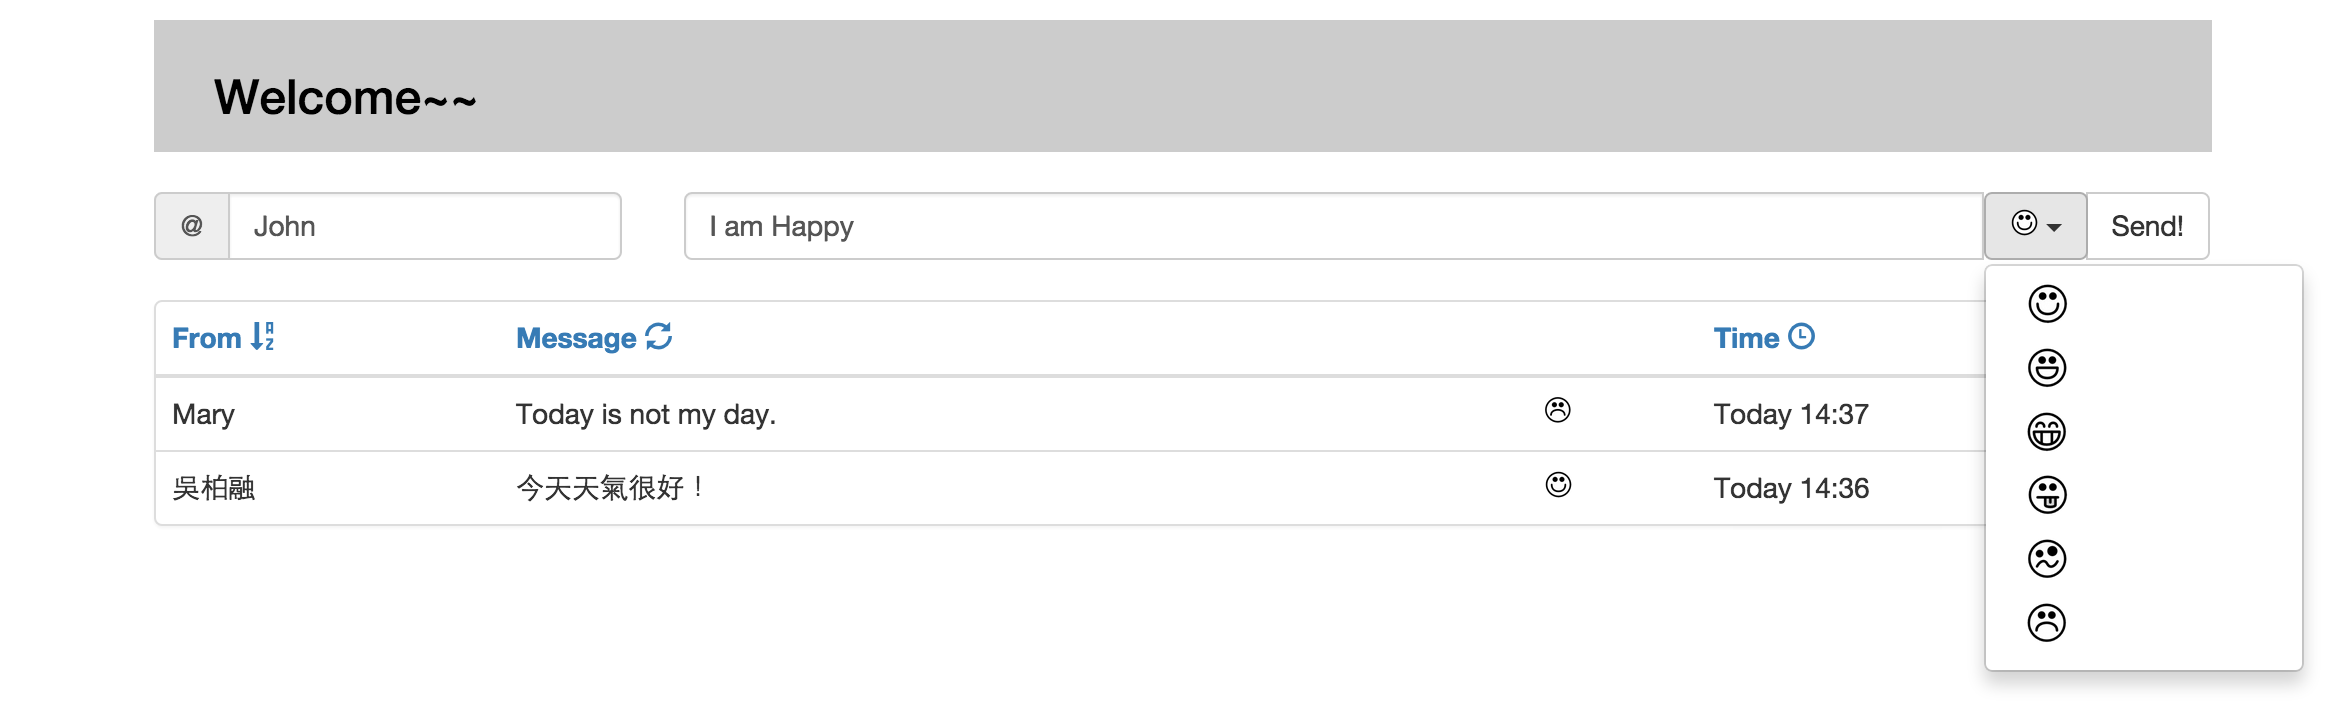 Welcome~~
@ John I am Happy Send!
From Message Time
Mary Today is not my day. Today 14:37
吳柏融 今天天氣很好！ Today 14:36